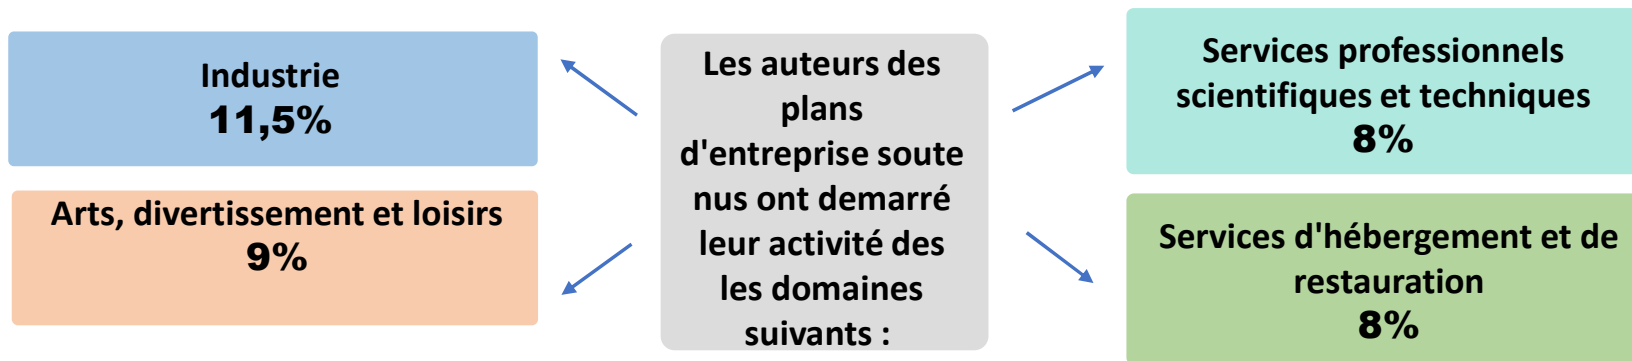 Industrie
11,5%
Arts, divertissement et loisirs
9%
Les auteurs des
plans
d'entreprise soute
nus ont demarré
leur activité des
les domaines
suivants :
Services professionnels
scientifiques et techniques
8%
Services d'hébergement et de
restauration
8%